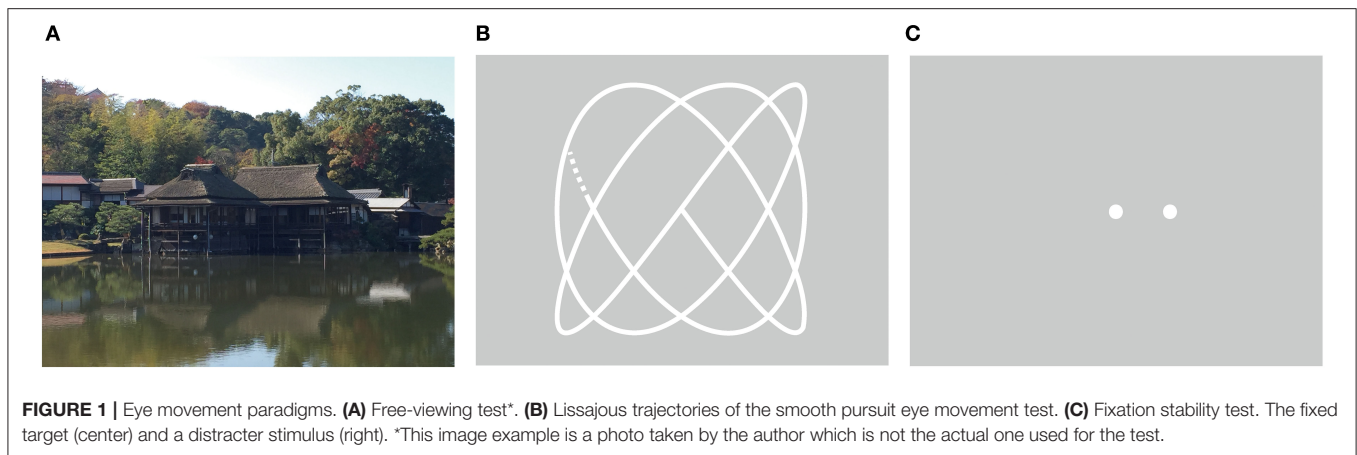 A
B
C
FIGURE 1 | Eye movement paradigms. (A) Free-viewing test*. (B) Lissajous trajectories of the smooth pursuit eye movement test. (C) Fixation stability test. The fixed
target (center) and a distracter stimulus (right). *This image example is a photo taken by the author which is not the actual one used for the test.